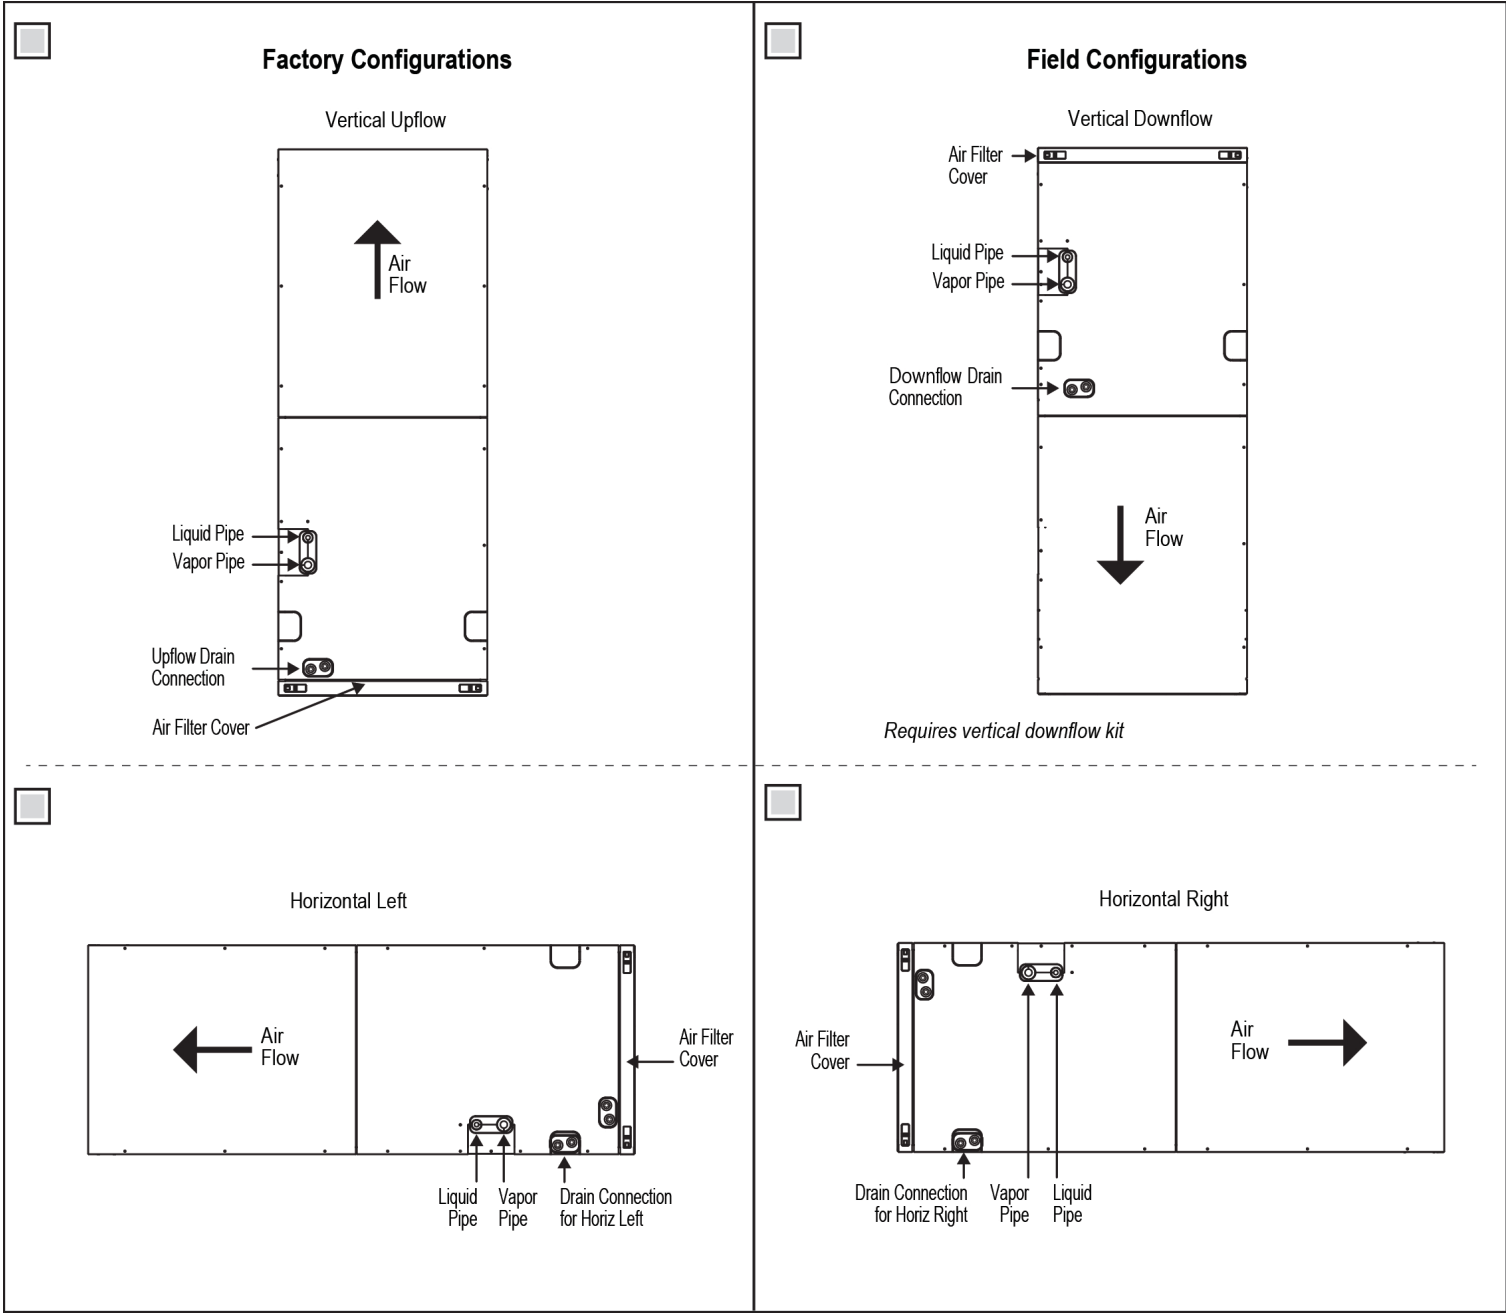 Factory Configurations
Vertical Upflow
Air
Flow
Liquid Pipe
Vapor Pipe
Upflow Drain
Connection
Air Filter Cover
Field Configurations
Vertical Downflow
Air Filter
Cover
Liquid Pipe
Vapor Pipe
Downflow Drain
Connection
Air
Flow
Requires vertical downflow kit
Horizontal Left
Air
Flow
Air Filter
Cover
Liquid
Pipe
Vapor
Pipe
Drain Connection
for Horiz Left
Horizontal Right
Air Filter
Cover
Air
Flow
Drain Connection
for Horiz Right
Vapor
Pipe
Liquid
Pipe